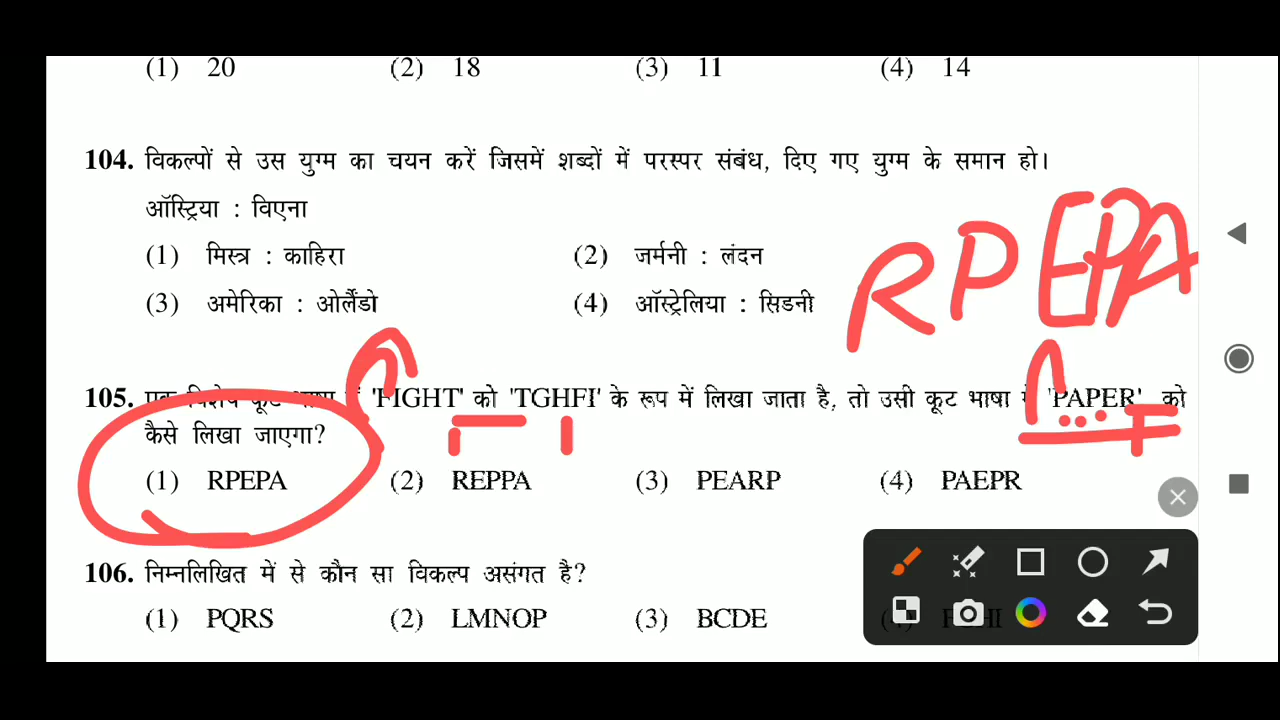 (1) 20 (2) 18 (3) 11 (4) 14
104. विकल्पों से उस युग्म का चयन करें जिसमें शब्दों में परस्पर संबंध, दिए गए युग्म के समान हो।
ऑस्ट्रिया : विएना
(1) मिस्त्र : काहिरा (2) जर्मनी : लंदन
(3) अमेरिका : ओर्लैंडो (4) ऑस्ट्रेलिया : सिडनी
RPEPA
105. एक विशेष कूट भाषा में 'FIGHT' को 'TGHFI' के रूप में लिखा जाता है, तो उसी कूट भाषा में 'PAPER' को
कैसे लिखा जाएगा?
(1) RPEPA (2) REPPA (3) PEARP (4) PAEPR
106. निम्नलिखित में से कौन सा विकल्प असंगत है?
(1) PQRS (2) LMNOP (3) BCDE (4)